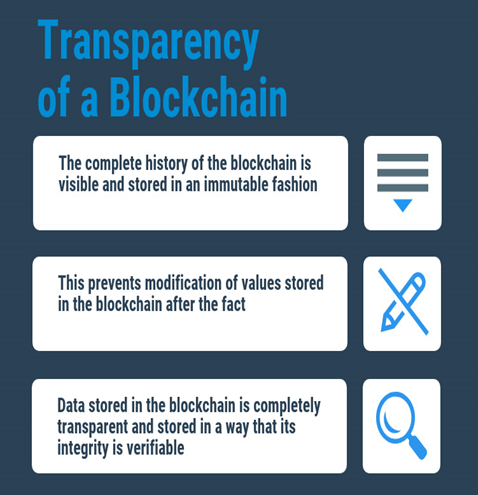 Transparency
of a Blockchain
The complete history of the blockchain is
visible and stored in an immutable fashion
This prevents modification of values stored
in the blockchain after the fact
Data stored in the blockchain is completely
transparent and stored in a way that its
integrity is verifiable